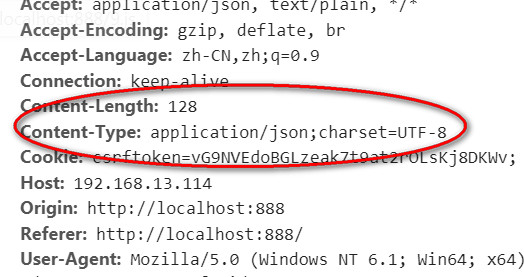 Accept: application/json, text/plain, */*
Accept-Encoding: gzip, deflate, br
Accept-Language: zh-CN,zh;q=0.9
Connection: keep-alive
Content-Length: 128
Content-Type: application/json;charset=UTF-8
Cookie: csrftoken=vG9NVEdoBGLzeak7t9at2rOLsKj8DKWv;
Host: 192.168.13.114
Origin: http://localhost:888
Referer: http://localhost:888/
User-Agent: Mozilla/5.0 (Windows NT 6.1; Win64; x64)